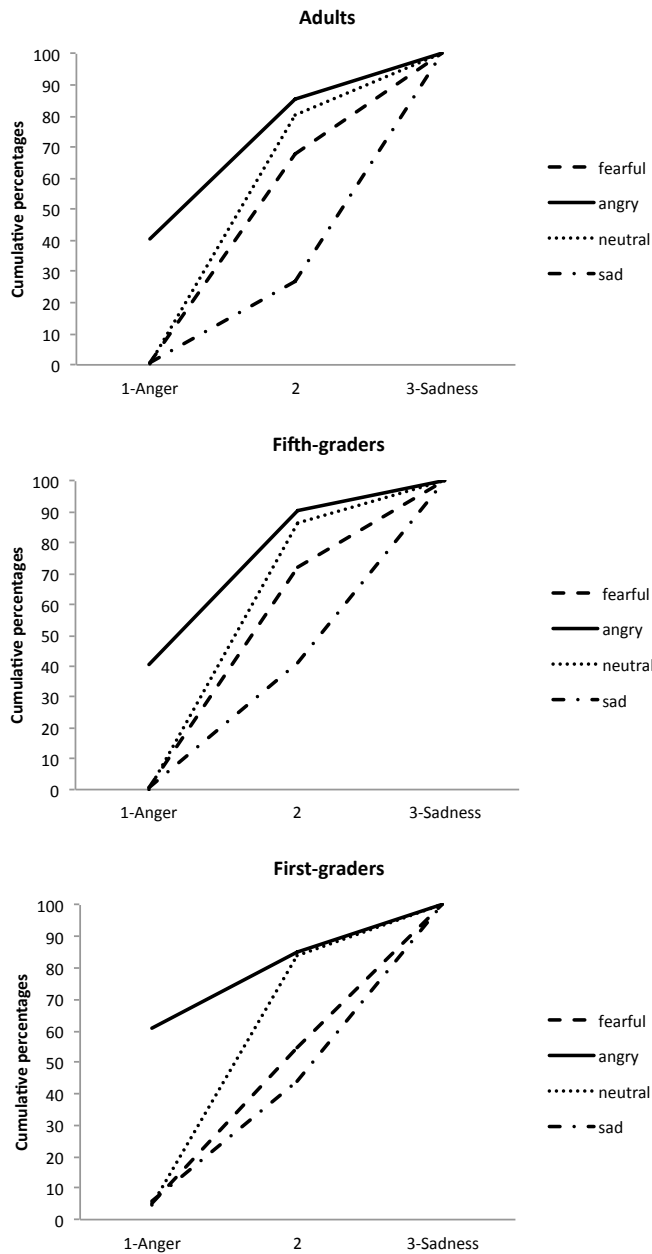 Adults
Cumulative percentages
100
90
80
70
60
50
40
30
20
10
0
1-Anger 2 3-Sadness
fearful
angry
neutral
sad
Fifth-graders
Cumulative percentages
100
90
80
70
60
50
40
30
20
10
0
1-Anger 2 3-Sadness
fearful
angry
neutral
sad
First-graders
Cumulative percentages
100
90
80
70
60
50
40
30
20
10
0
1-Anger 2 3-Sadness
fearful
angry
neutral
sad